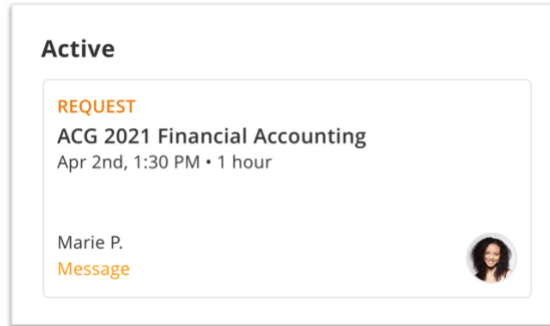 Active
REQUEST
ACG 2021 Financial Accounting
Apr 2nd, 1:30 PM • 1 hour
Marie P.
Message